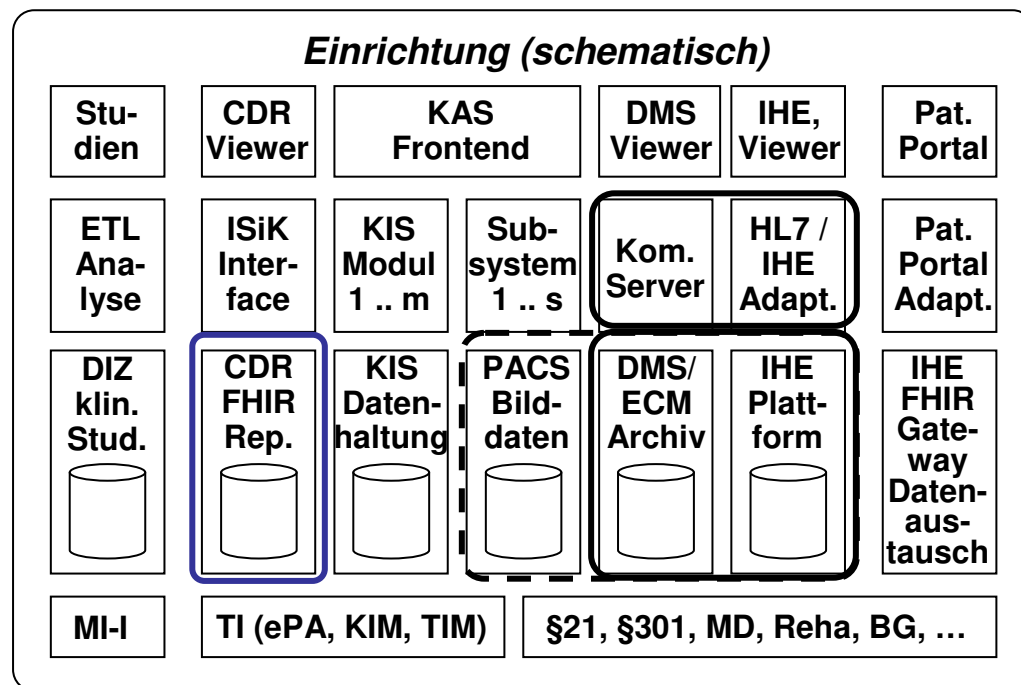 Einrichtung (schematisch)
Stu-
dien
CDR
Viewer
KAS
Frontend
DMS
Viewer
IHE,
Viewer
Pat.
Portal
ETL
Ana-
lyse
ISiK
Inter-
face
KIS
Modul
1 .. m
Sub-
system
1 .. s
Kom.
Server
HL7 /
IHE
Adapt.
Pat.
Portal
Adapt.
DIZ
klin.
Stud.
CDR
FHIR
Rep.
KIS
Daten-
haltung
PACS
Bild-
daten
DMS/
ECM
Archiv
IHE
Platt-
form
IHE
FHIR
Gate-
way
Daten-
aus-
tausch
MI-I
TI (ePA, KIM, TIM)
§21, §301, MD, Reha, BG, …